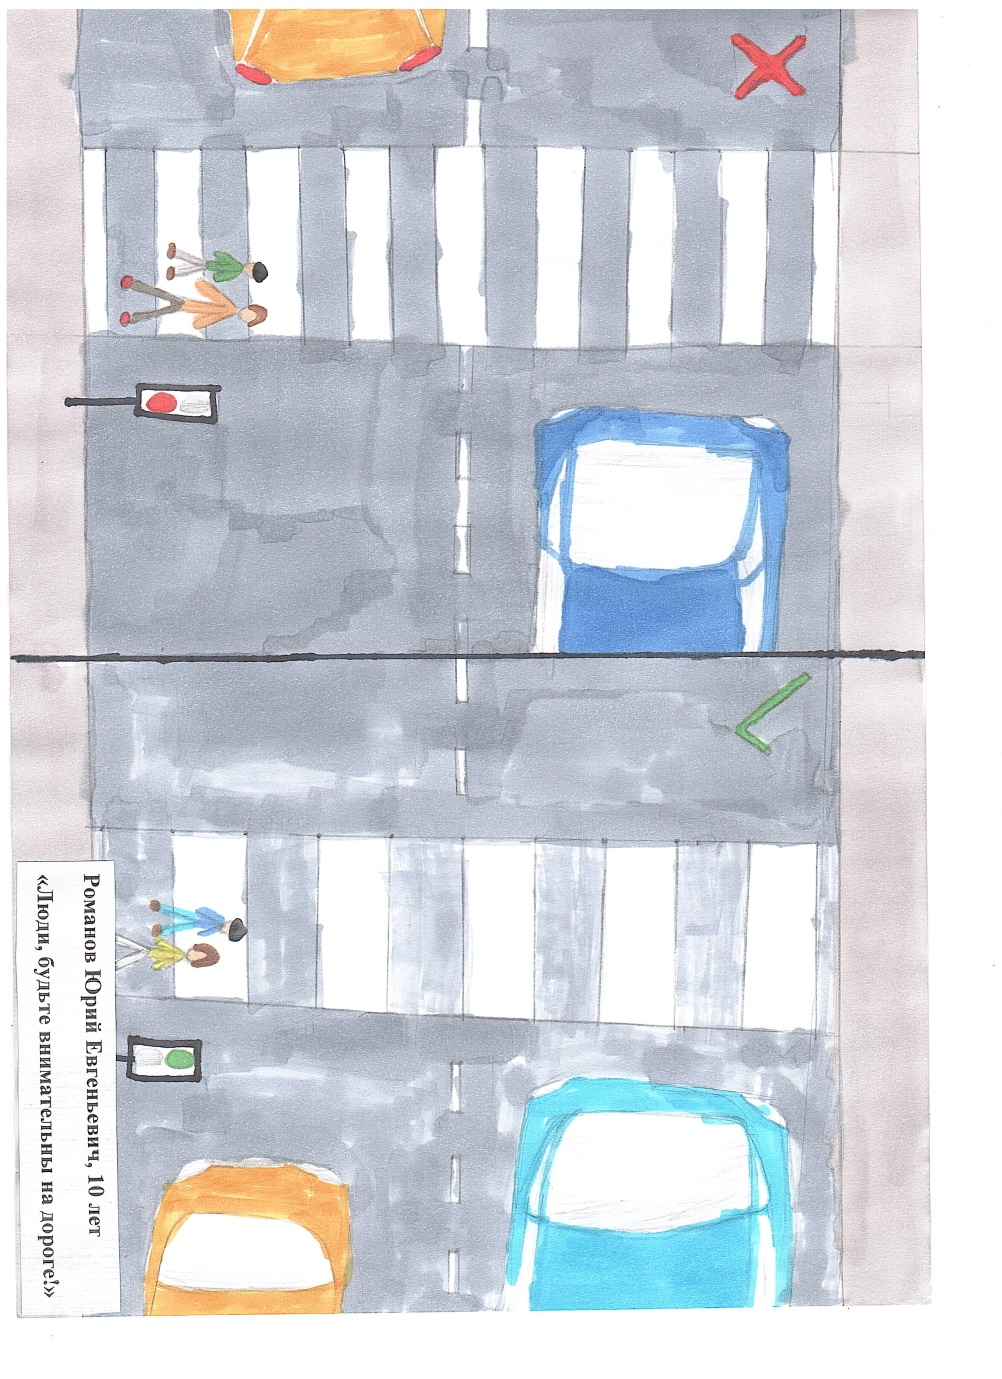 Романов Юрий Евгеньевич, 10 лет
«Люди, будьте внимательны на дороге!»